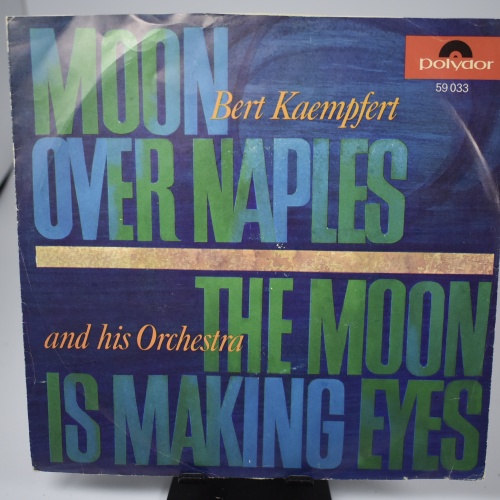 polydor
59 033
MOON
Bert Kaempfert
OVER NAPLES
THE MOON
and his Orchestra
IS MAKING EYES